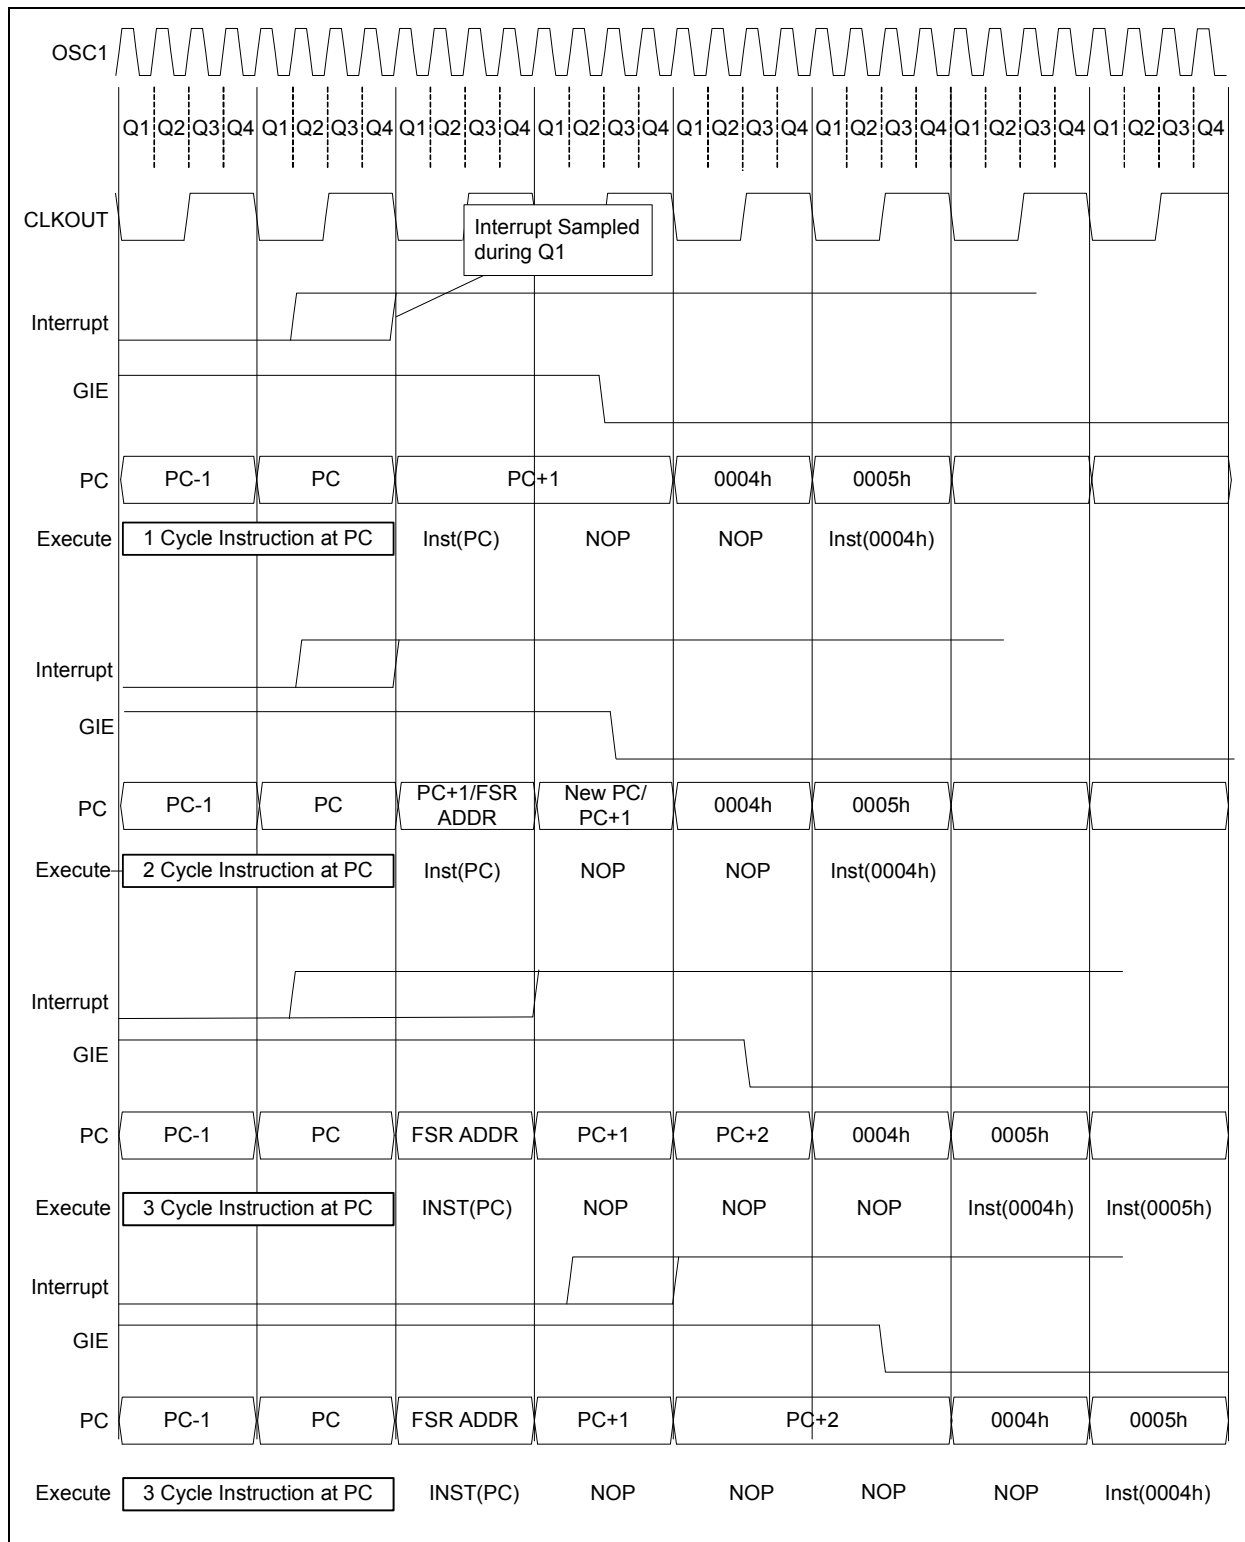 OSC1
Q1 Q2 Q3 Q4 Q1 Q2 Q3 Q4 Q1 Q2 Q3 Q4 Q1 Q2 Q3 Q4 Q1 Q2 Q3 Q4 Q1 Q2 Q3 Q4 Q1 Q2 Q3 Q4 Q1 Q2 Q3 Q4
CLKOUT
Interrupt Sampled
during Q1
Interrupt
GIE
PC PC-1 PC PC+1 0004h 0005h
Execute 1 Cycle Instruction at PC Inst(PC) NOP NOP Inst(0004h)
Interrupt
GIE
PC PC-1 PC PC+1/FSR ADDR New PC/ PC+1 0004h 0005h
Execute 2 Cycle Instruction at PC Inst(PC) NOP NOP Inst(0004h)
Interrupt
GIE
PC PC-1 PC FSR ADDR PC+1 PC+2 0004h 0005h
Execute 3 Cycle Instruction at PC INST(PC) NOP NOP NOP Inst(0004h) Inst(0005h)
Interrupt
GIE
PC PC-1 PC FSR ADDR PC+1 PC+2 0004h 0005h
Execute 3 Cycle Instruction at PC INST(PC) NOP NOP NOP NOP Inst(0004h)